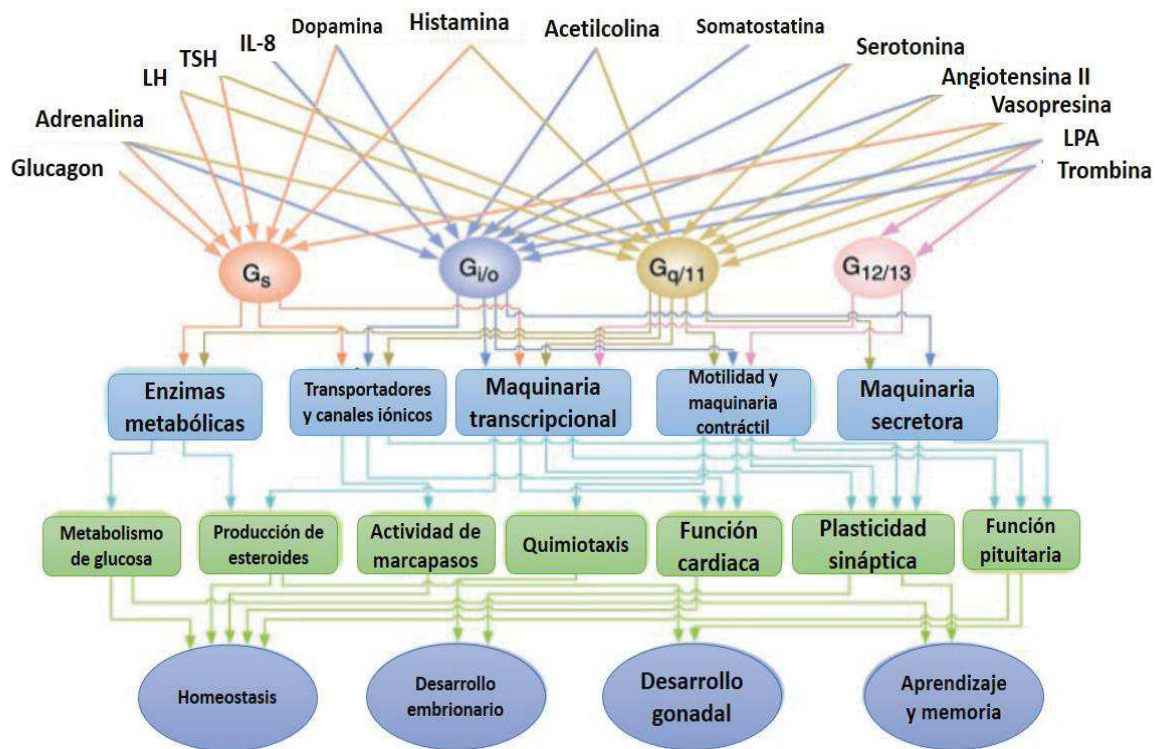 Dopamina
Histamina
Acetilcolina
Somatostatina
IL-8
Serotonina
TSH
Angiotensina II
LH
Vasopresina
Adrenalina
LPA
Glucagon
Trombina
Gs
Gi/o
Gq/11
G12/13
Enzimas
metabólicas
Transportadores
y canales iónicos
Maquinaria
transcripcional
Motilidad y
maquinaria
contráctil
Maquinaria
secretora
Metabolismo
de glucosa
Producción de
esteroides
Actividad de
marcapasos
Quimiotaxis
Función
cardiaca
Plasticidad
sináptica
Función
pituitaria
Homeostasis
Desarrollo
embrionario
Desarrollo
gonadal
Aprendizaje
y memoria